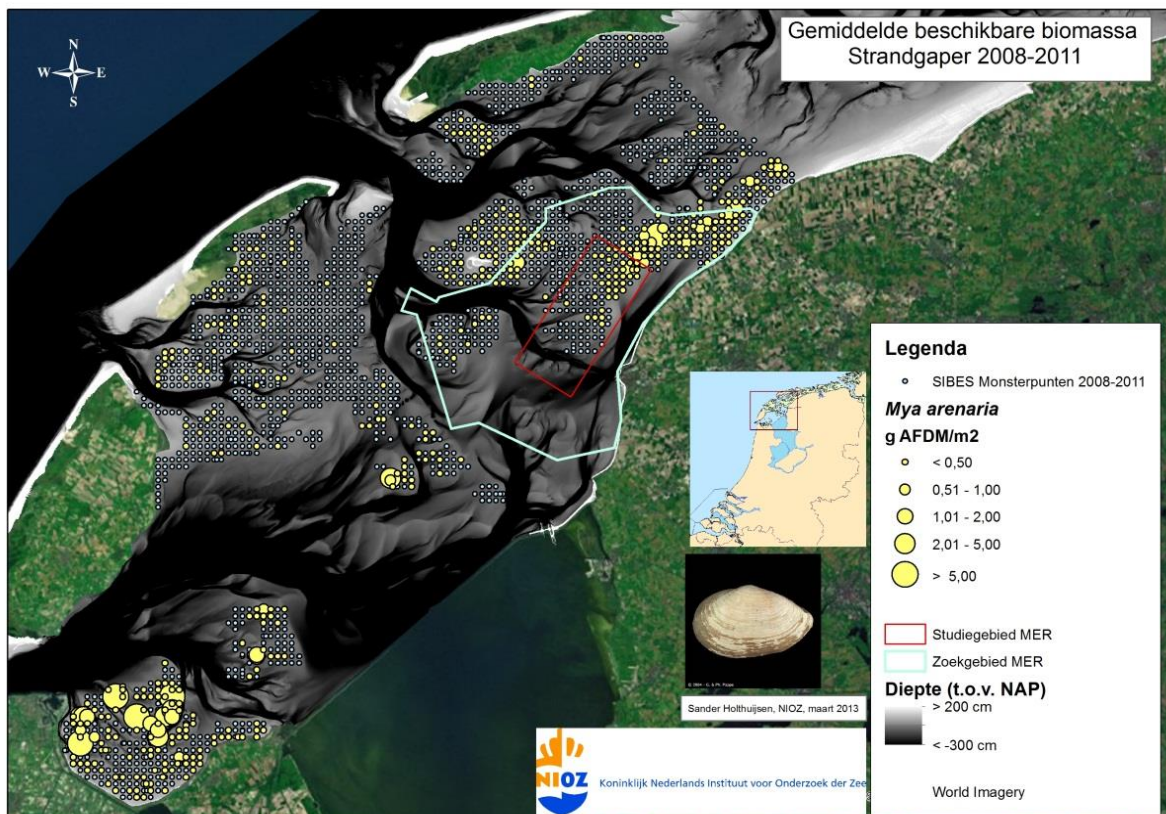 Gemiddelde beschikbare biomassa
Strandgaper 2008-2011
N
W E
S
Legenda
SIBES Monsterpunten 2008-2011
Mya arenaria
g AFDM/m2
< 0,50
0,51 - 1,00
1,01 - 2,00
2,01 - 5,00
> 5,00
Studiegebied MER
Zoekgebied MER
Diepte (t.o.v. NAP)
> 200 cm
< -300 cm
World Imagery
Sander Holthuijsen, NIOZ, maart 2013
NIOZ
Koninklijk Nederlands Instituut voor Onderzoek der Zee